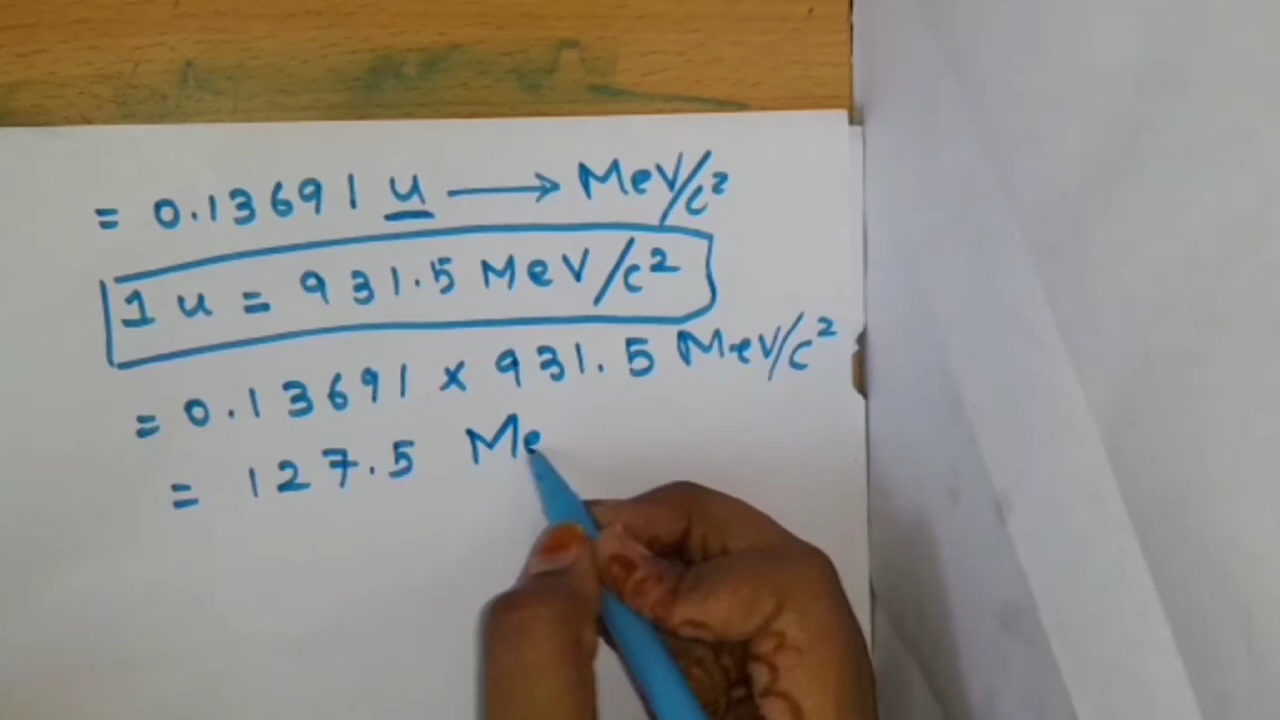 = 0.13691 u ⟶ MeV/c²
1 u = 931.5 MeV/c²
= 0.13691 x 931.5 MeV/c²
= 127.5 Me